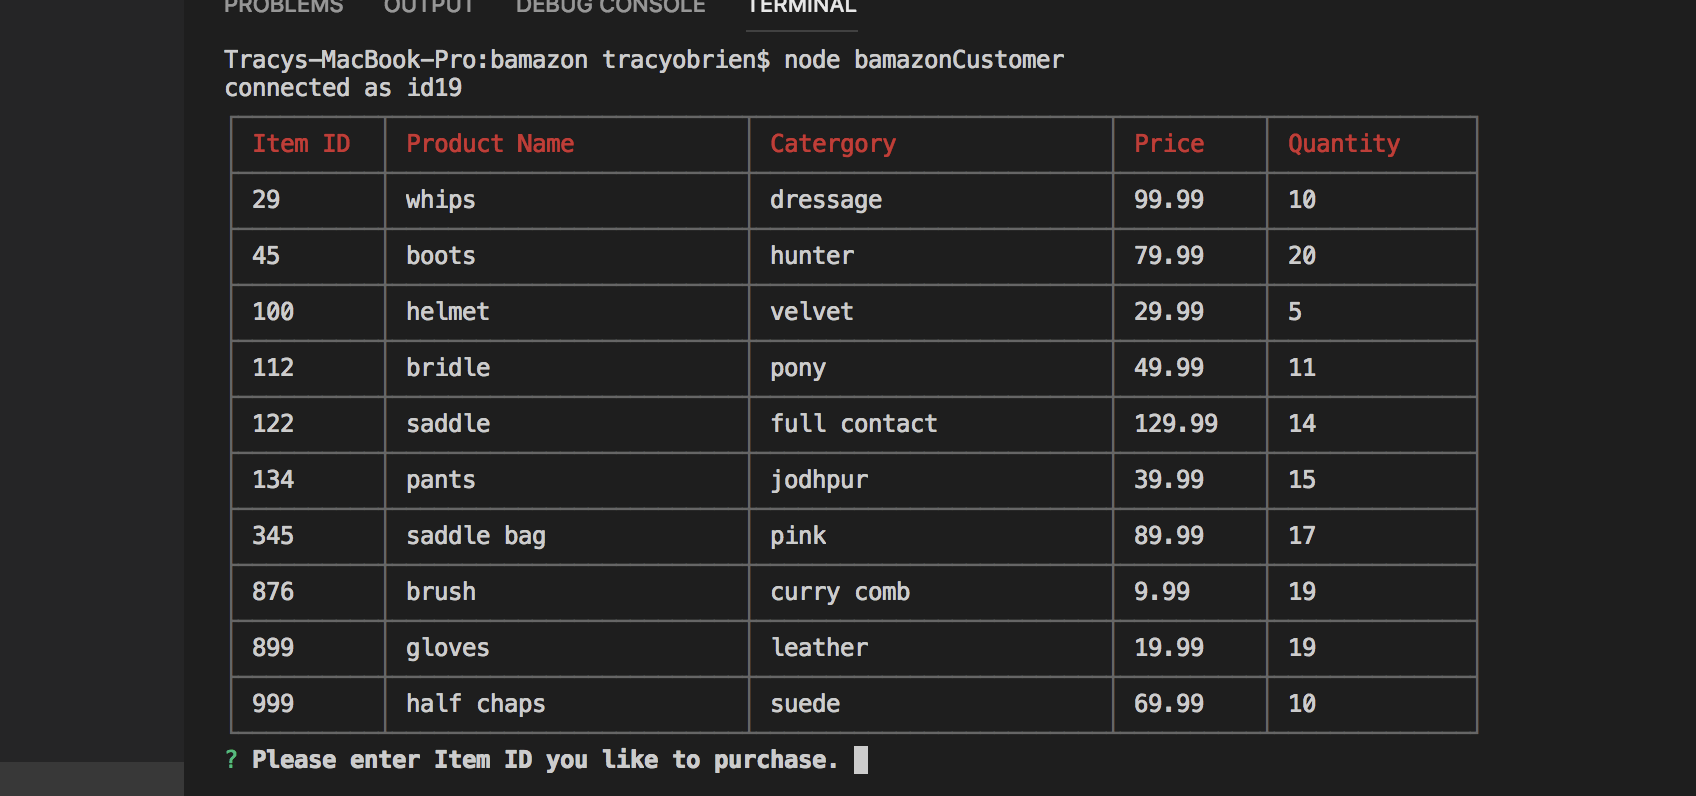 PROBLEMS OUTPUT DEBUG CONSOLE TERMINAL
Tracys-MacBook-Pro:bamazon tracyobrien$ node bamazonCustomer
connected as id19
Item ID Product Name Catergory Price Quantity
29 whips dressage 99.99 10
45 boots hunter 79.99 20
100 helmet velvet 29.99 5
112 bridle pony 49.99 11
122 saddle full contact 129.99 14
134 pants jodhpur 39.99 15
345 saddle bag pink 89.99 17
876 brush curry comb 9.99 19
899 gloves leather 19.99 19
999 half chaps suede 69.99 10
? Please enter Item ID you like to purchase.